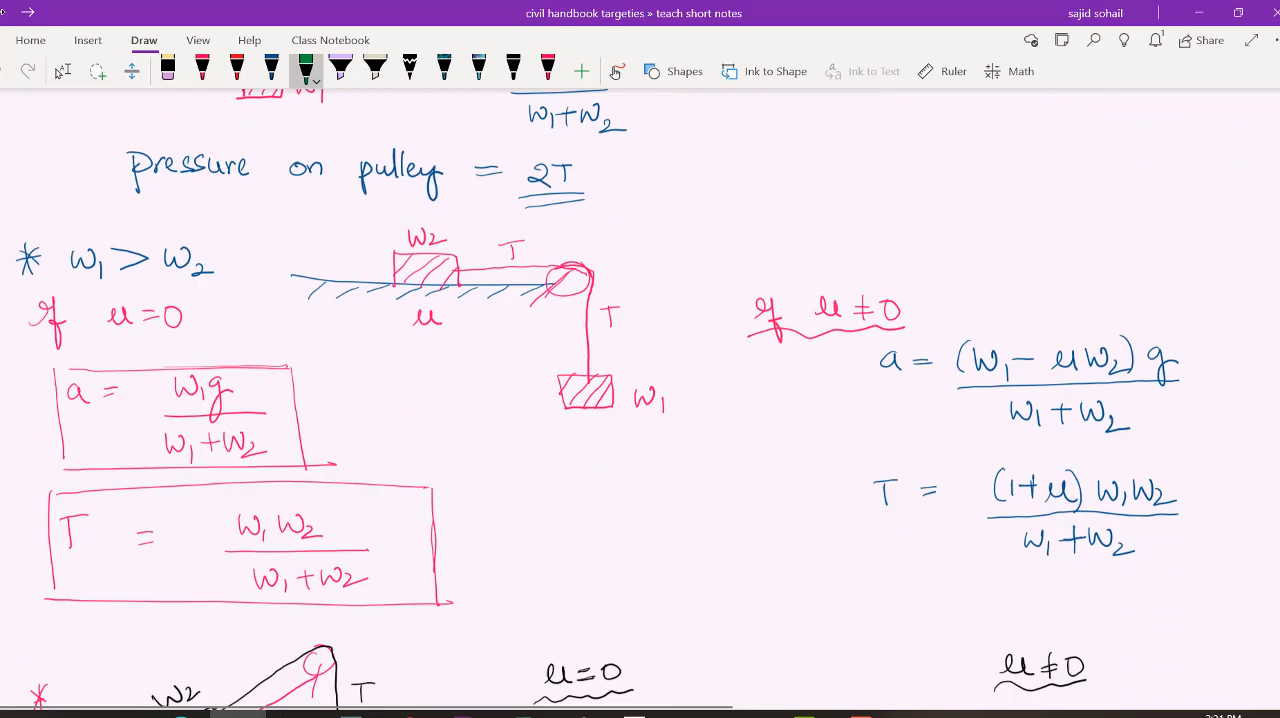 civil handbook targeties » teach short notes
sajid sohail
Home Insert Draw View Help Class Notebook
Share
Shapes Ink to Shape Ink to Text Ruler Math
W1
W1+W2
Pressure on pulley = 2T
* W1 > W2
W2
T
If μ=0
μ
T
If μ≠0
a = W1g / W1+W2
W1
a = (W1 - μW2) g / W1+W2
T = W1W2 / W1+W2
T = (1+μ) W1W2 / W1+W2
*
W2
T
μ=0
μ≠0